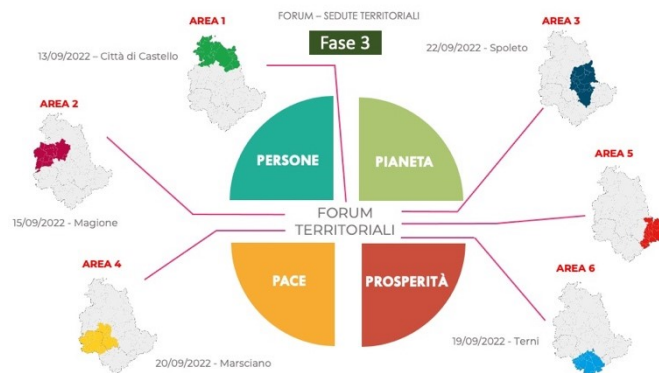 FORUM – SEDUTE TERRITORIALI
Fase 3
AREA 1
13/09/2022 – Città di Castello
AREA 3
22/09/2022 - Spoleto
AREA 2
15/09/2022 - Magione
PERSONE
PIANETA
AREA 5
FORUM
TERRITORIALI
AREA 4
20/09/2022 - Marsciano
PACE
PROSPERITÀ
AREA 6
19/09/2022 - Terni